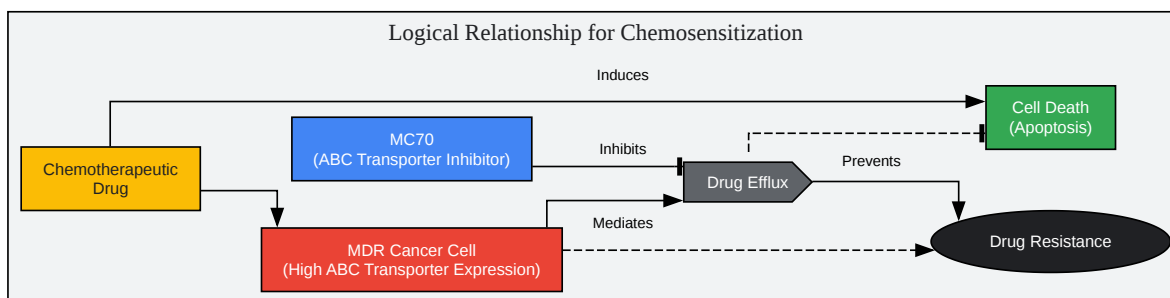 Logical Relationship for Chemosensitization
Induces
Cell Death
(Apoptosis)
MC70
(ABC Transporter Inhibitor)
Inhibits
Prevents
Chemotherapeutic
Drug
Drug Efflux
Mediates
MDR Cancer Cell
(High ABC Transporter Expression)
Drug Resistance